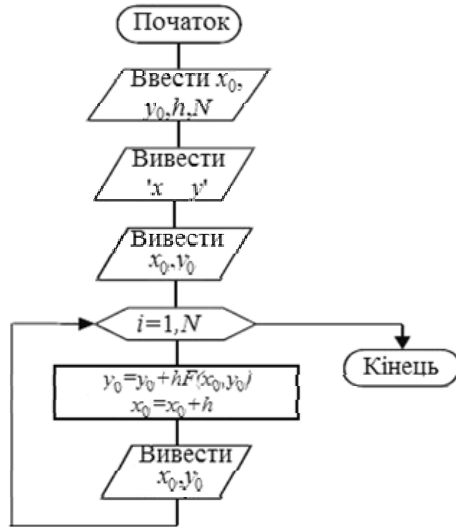 Початок
Ввести x₀,
y₀,h,N
Вивести
'x y'
Вивести
x₀,y₀
i=1,N
Кінець
y₀=y₀+hF(x₀,y₀)
x₀=x₀+h
Вивести
x₀,y₀